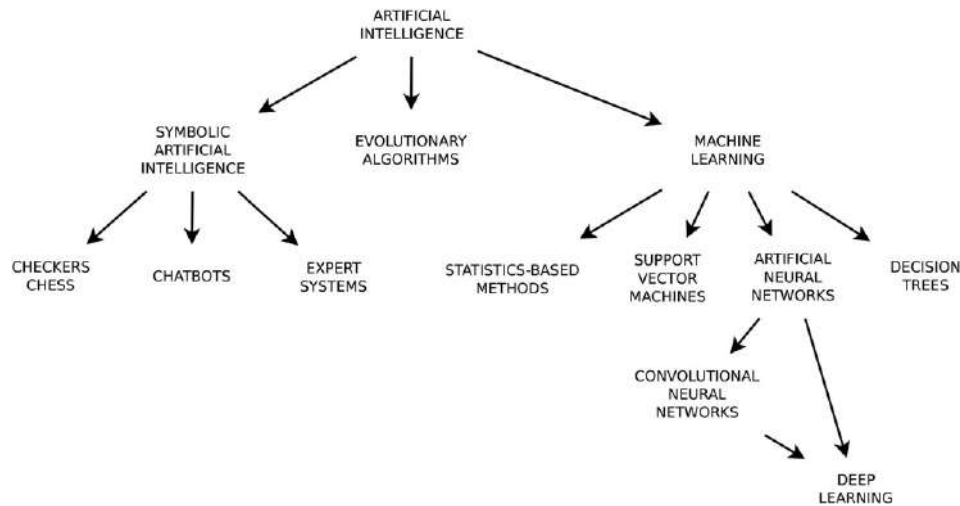 ARTIFICIAL
INTELLIGENCE
SYMBOLIC
ARTIFICIAL
INTELLIGENCE
EVOLUTIONARY
ALGORITHMS
MACHINE
LEARNING
CHECKERS
CHESS
CHATBOTS
EXPERT
SYSTEMS
STATISTICS-BASED
METHODS
SUPPORT
VECTOR
MACHINES
ARTIFICIAL
NEURAL
NETWORKS
DECISION
TREES
CONVOLUTIONAL
NEURAL
NETWORKS
DEEP
LEARNING